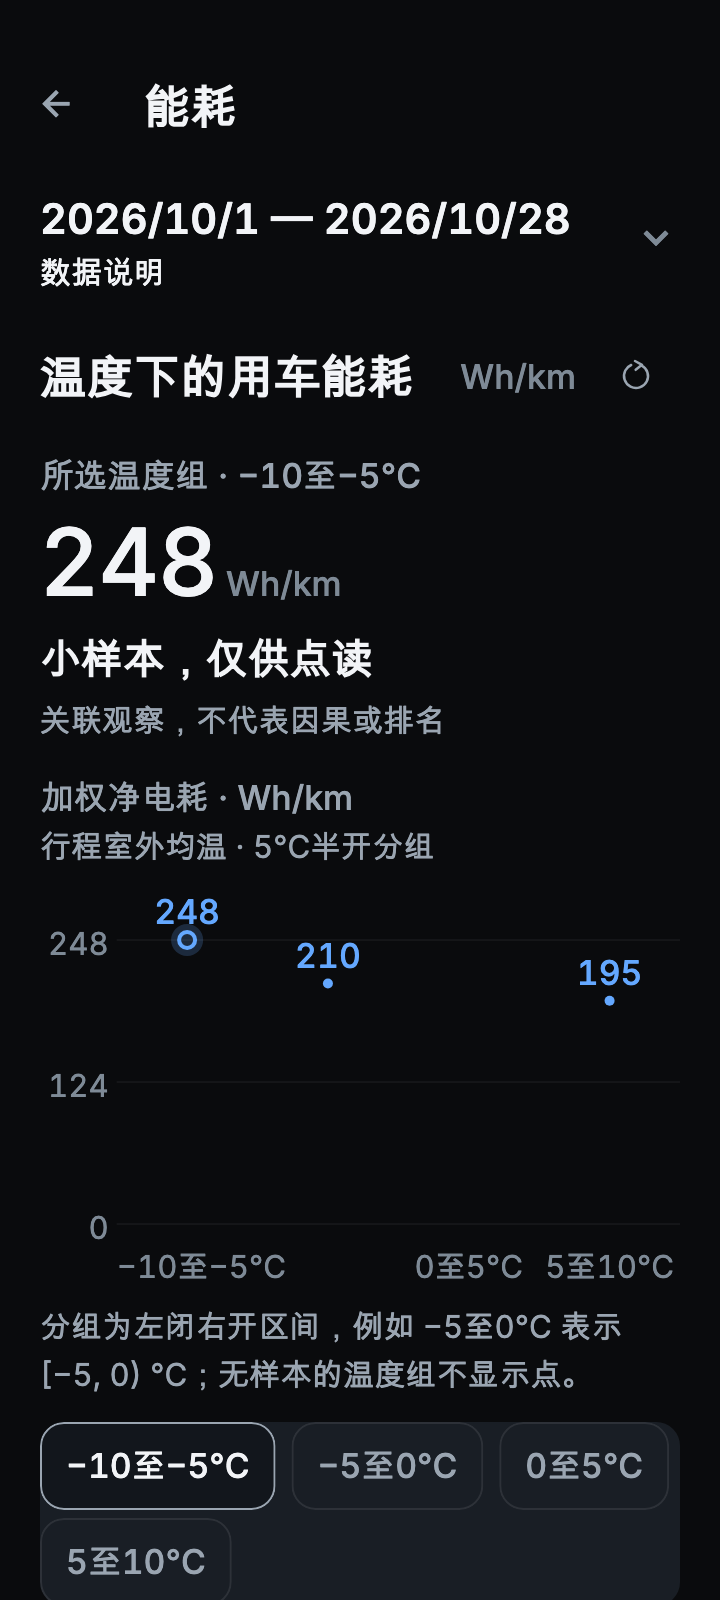 能耗
2026/10/1 — 2026/10/28
数据说明
温度下的用车能耗 Wh/km
所选温度组 · −10至−5°C
248 Wh/km
小样本，仅供点读
关联观察，不代表因果或排名
加权净电耗 · Wh/km
行程室外均温 · 5°C半开分组
248
210
195
248
124
0
−10至−5°C 0至5°C 5至10°C
分组为左闭右开区间，例如 −5至0°C 表示
[−5, 0) °C；无样本的温度组不显示点。
−10至−5°C −5至0°C 0至5°C
5至10°C